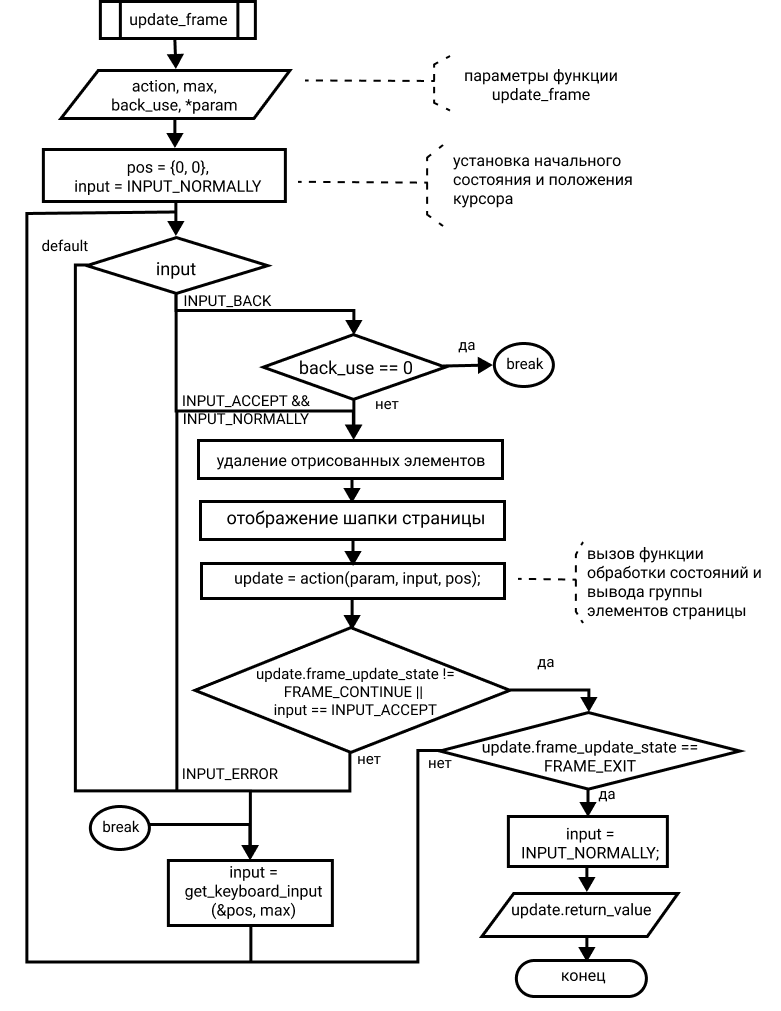 update_frame
action, max,
back_use, *param
параметры функции
update_frame
pos = {0, 0},
input = INPUT_NORMALLY
установка начального
состояния и положения
курсора
default
input
INPUT_BACK
back_use == 0
да
break
нет
INPUT_ACCEPT &&
INPUT_NORMALLY
удаление отрисованных элементов
отображение шапки страницы
update = action(param, input, pos);
вызов функции
обработки состояний и
вывода группы
элементов страницы
update.frame_update_state !=
FRAME_CONTINUE ||
input == INPUT_ACCEPT
да
нет
update.frame_update_state ==
FRAME_EXIT
нет
да
INPUT_ERROR
break
input =
get_keyboard_input
(&pos, max)
input =
INPUT_NORMALLY;
update.return_value
конец